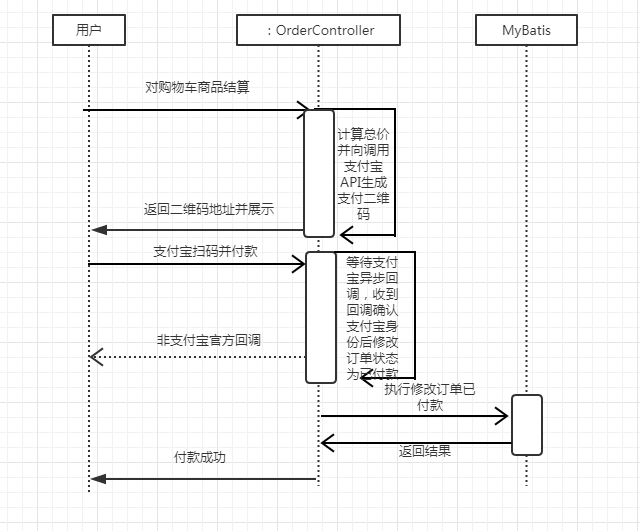 用户
：OrderController
MyBatis
对购物车商品结算
计算总价
并向调用
支付宝
API生成
支付二维
码
返回二维码地址并展示
支付宝扫码并付款
等待支付
宝异步回
调，收到
回调确认
支付宝身
份后修改
订单状态
为已付款
非支付宝官方回调
执行修改订单已
付款
返回结果
付款成功